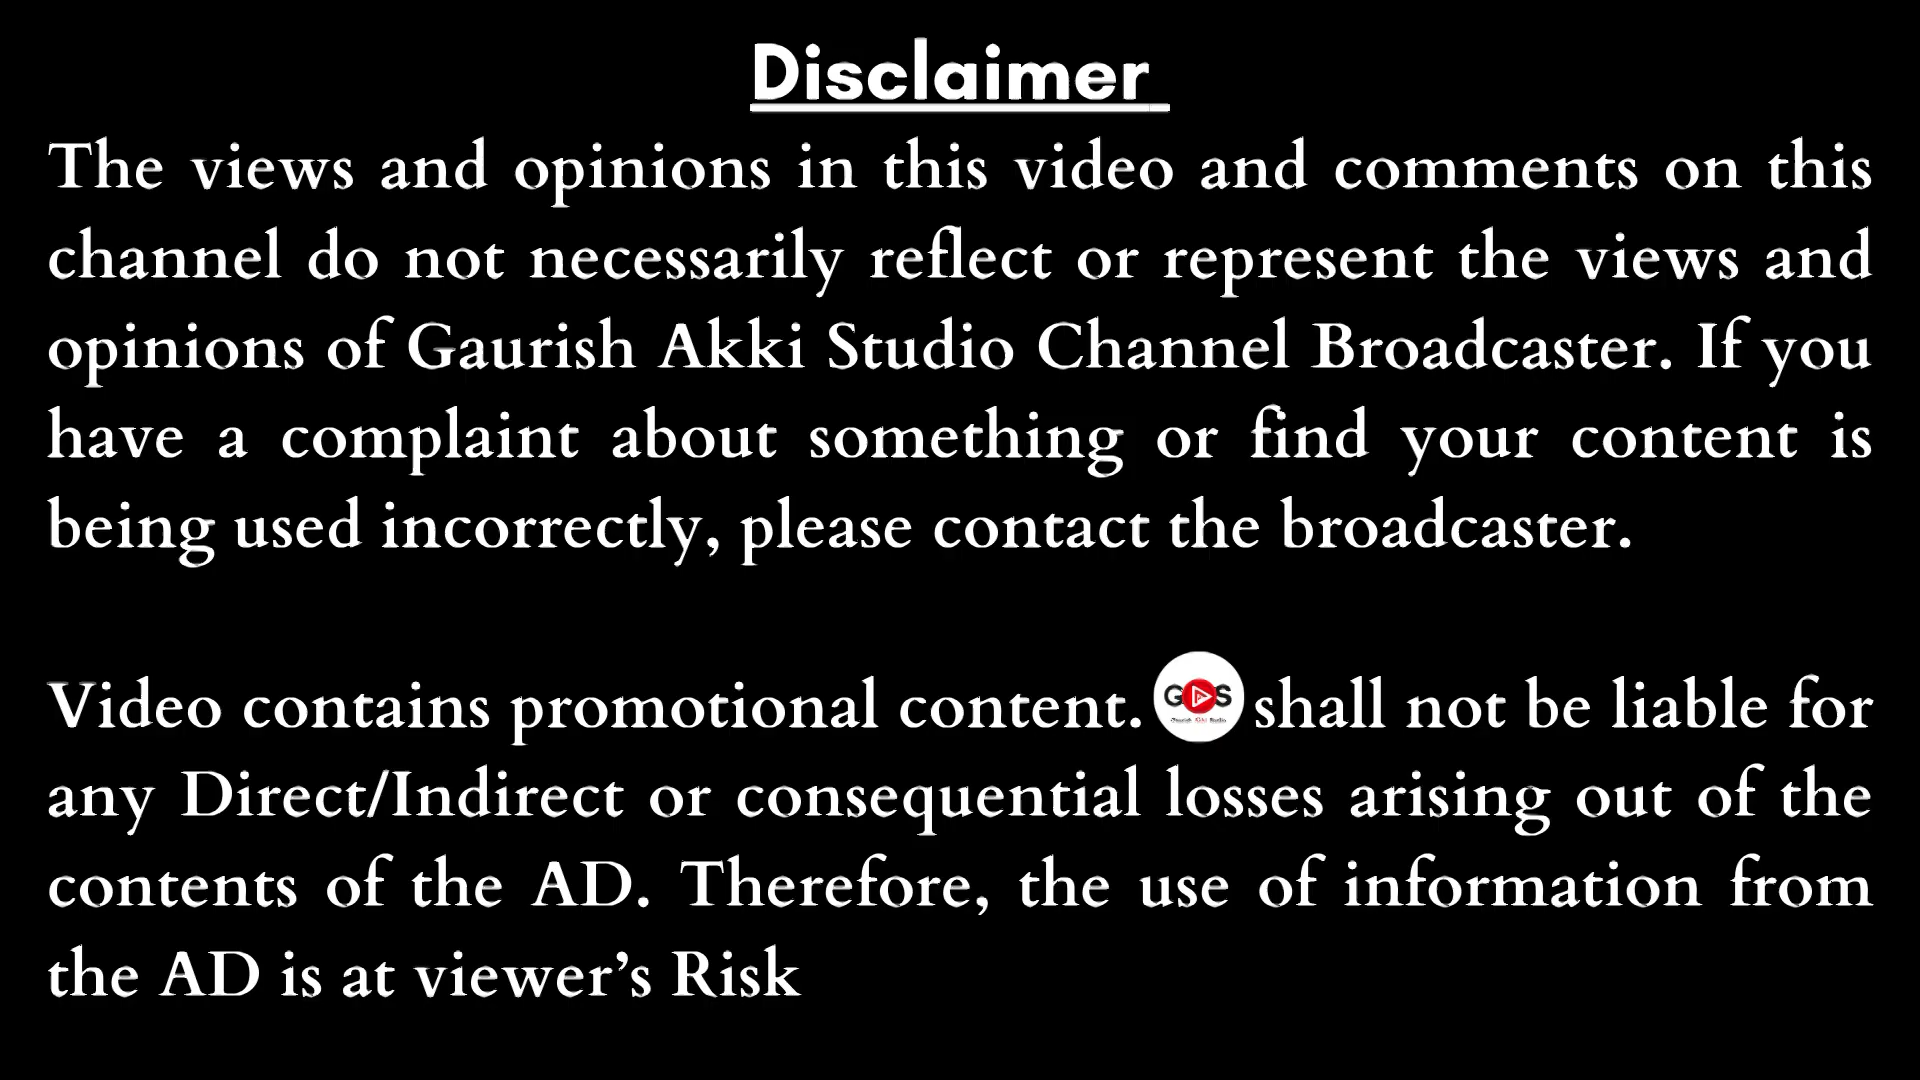 Disclaimer
The views and opinions in this video and comments on this
channel do not necessarily reflect or represent the views and
opinions of Gaurish Akki Studio Channel Broadcaster. If you
have a complaint about something or find your content is
being used incorrectly, please contact the broadcaster.
Video contains promotional content. G S Gaurish Akki Studio shall not be liable for
any Direct/Indirect or consequential losses arising out of the
contents of the AD. Therefore, the use of information from
the AD is at viewer’s Risk